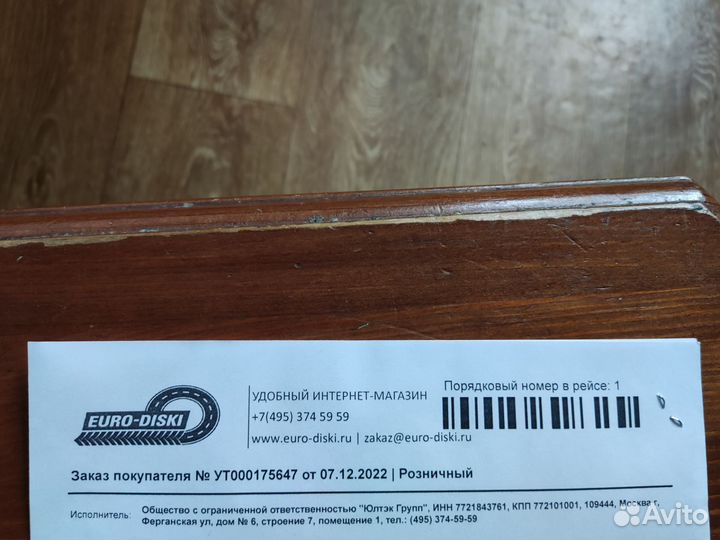 EURO-DISKI
УДОБНЫЙ ИНТЕРНЕТ-МАГАЗИН
+7(495) 374 59 59
www.euro-diski.ru | zakaz@euro-diski.ru
Порядковый номер в рейсе: 1
Заказ покупателя № УТ000175647 от 07.12.2022 | Розничный
Исполнитель: Общество с ограниченной ответственностью "Юлтэк Групп", ИНН 7721843761, КПП 772101001, 109444, Москва г,
Ферганская ул, дом № 6, строение 7, помещение 1, тел.: (495) 374-59-59
Avito